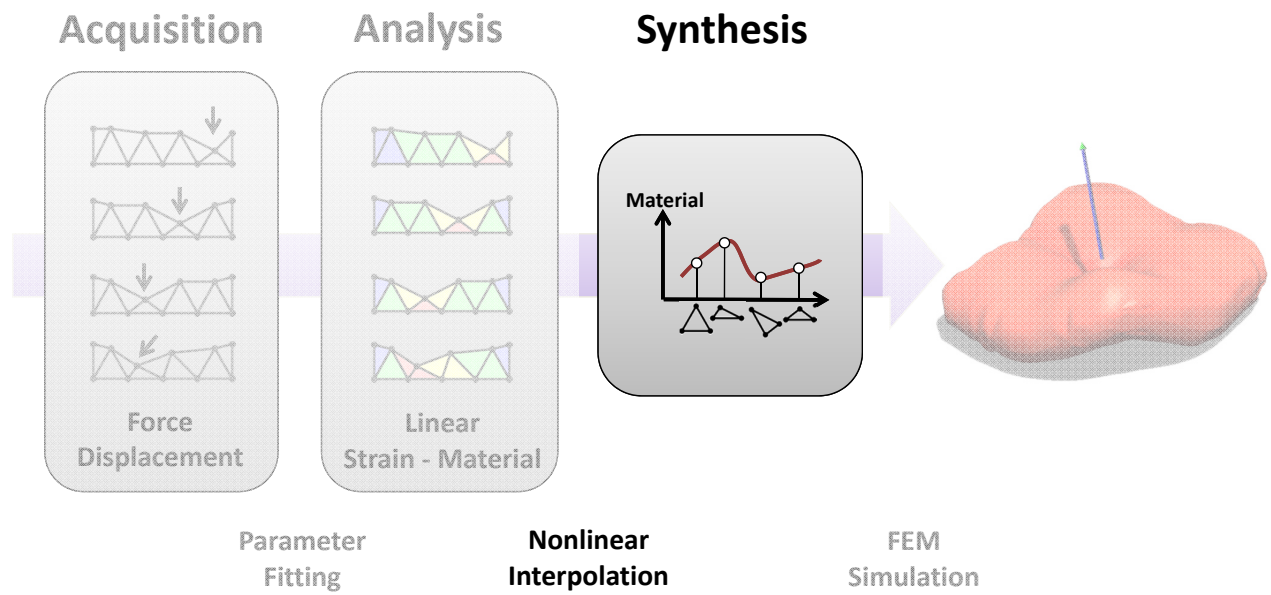 Acquisition
Analysis
Synthesis
Material
Force
Displacement
Linear
Strain - Material
Parameter
Fitting
Nonlinear
Interpolation
FEM
Simulation